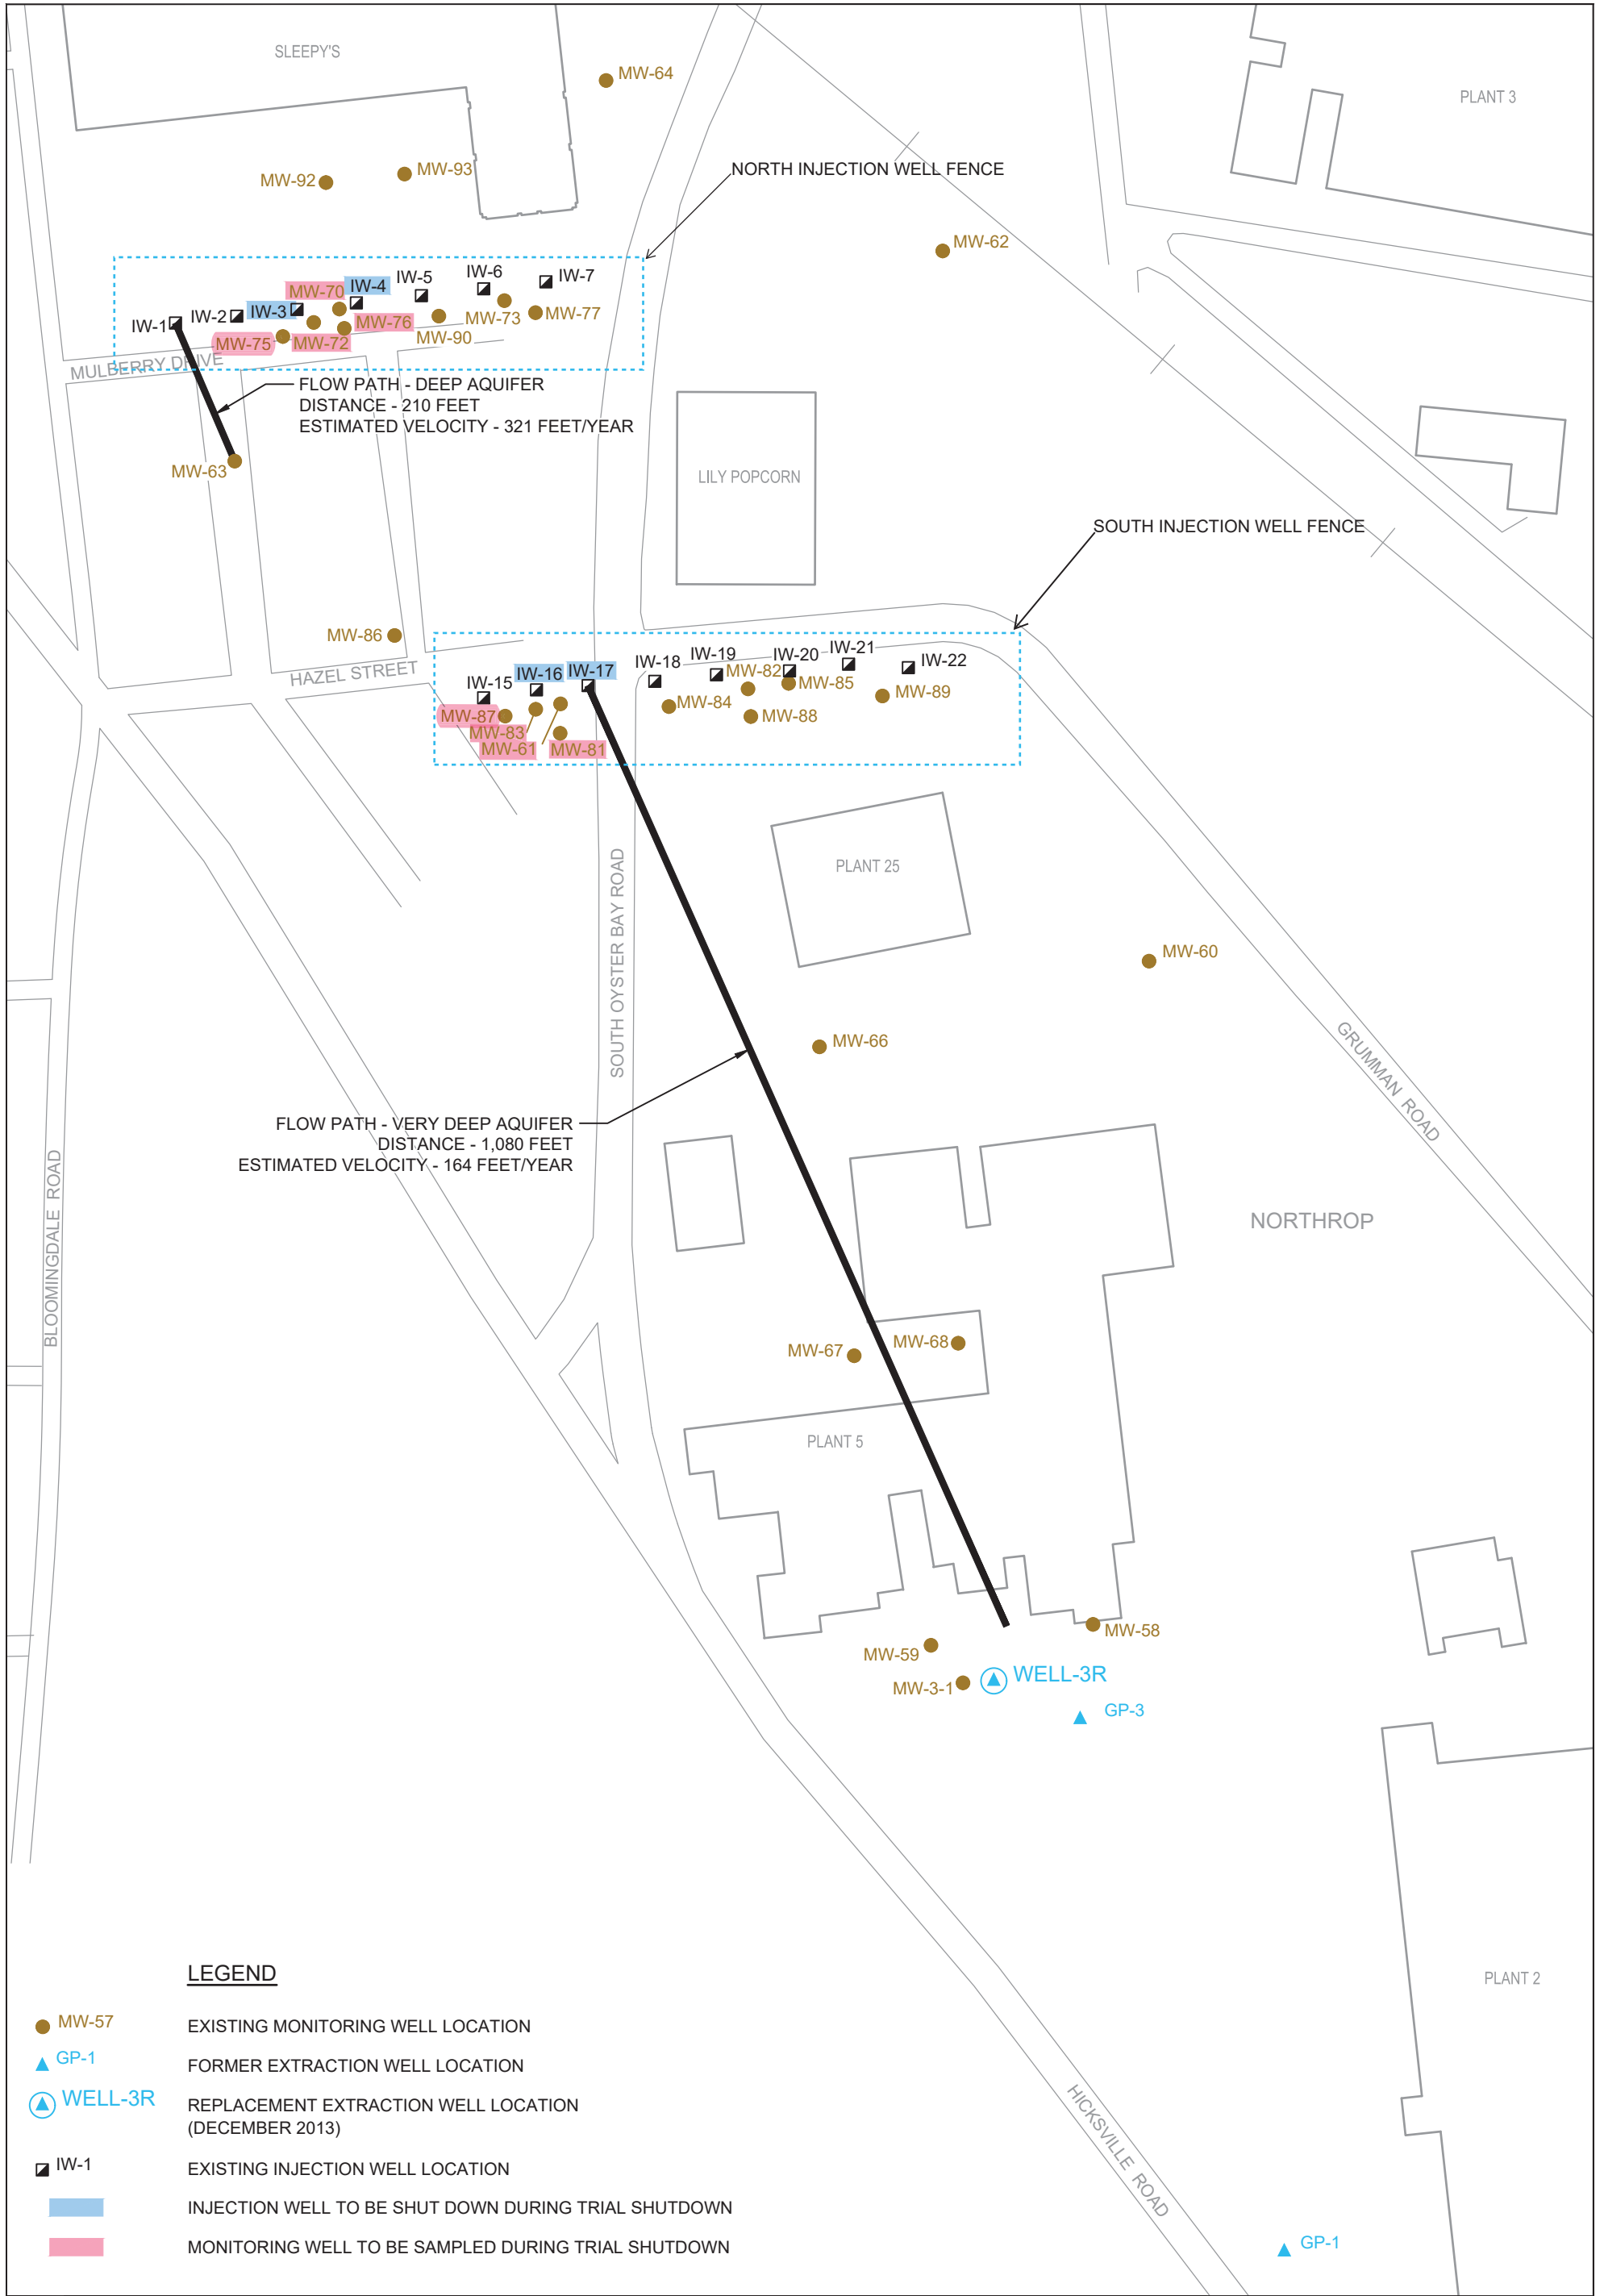 SLEEPY'S
MW-64
PLANT 3
MW-92
MW-93
NORTH INJECTION WELL FENCE
MW-62
IW-1
IW-2
IW-3
MW-70
IW-4
IW-5
IW-6
IW-7
MW-75
MW-72
MW-76
MW-90
MW-73
MW-77
MULBERRY DRIVE
FLOW PATH - DEEP AQUIFER
DISTANCE - 210 FEET
ESTIMATED VELOCITY - 321 FEET/YEAR
MW-63
LILY POPCORN
SOUTH INJECTION WELL FENCE
MW-86
HAZEL STREET
IW-15
IW-16
IW-17
IW-18
IW-19
IW-20
IW-21
IW-22
MW-82
MW-85
MW-89
MW-84
MW-88
MW-87
MW-83
MW-61
MW-81
PLANT 25
SOUTH OYSTER BAY ROAD
MW-60
MW-66
GRUMMAN ROAD
FLOW PATH - VERY DEEP AQUIFER
DISTANCE - 1,080 FEET
ESTIMATED VELOCITY - 164 FEET/YEAR
BLOOMINGDALE ROAD
NORTHROP
MW-67
MW-68
PLANT 5
MW-58
MW-59
MW-3-1
WELL-3R
GP-3
PLANT 2
HICKSVILLE ROAD
GP-1
LEGEND
MW-57 EXISTING MONITORING WELL LOCATION
GP-1 FORMER EXTRACTION WELL LOCATION
WELL-3R REPLACEMENT EXTRACTION WELL LOCATION
(DECEMBER 2013)
IW-1 EXISTING INJECTION WELL LOCATION
INJECTION WELL TO BE SHUT DOWN DURING TRIAL SHUTDOWN
MONITORING WELL TO BE SAMPLED DURING TRIAL SHUTDOWN